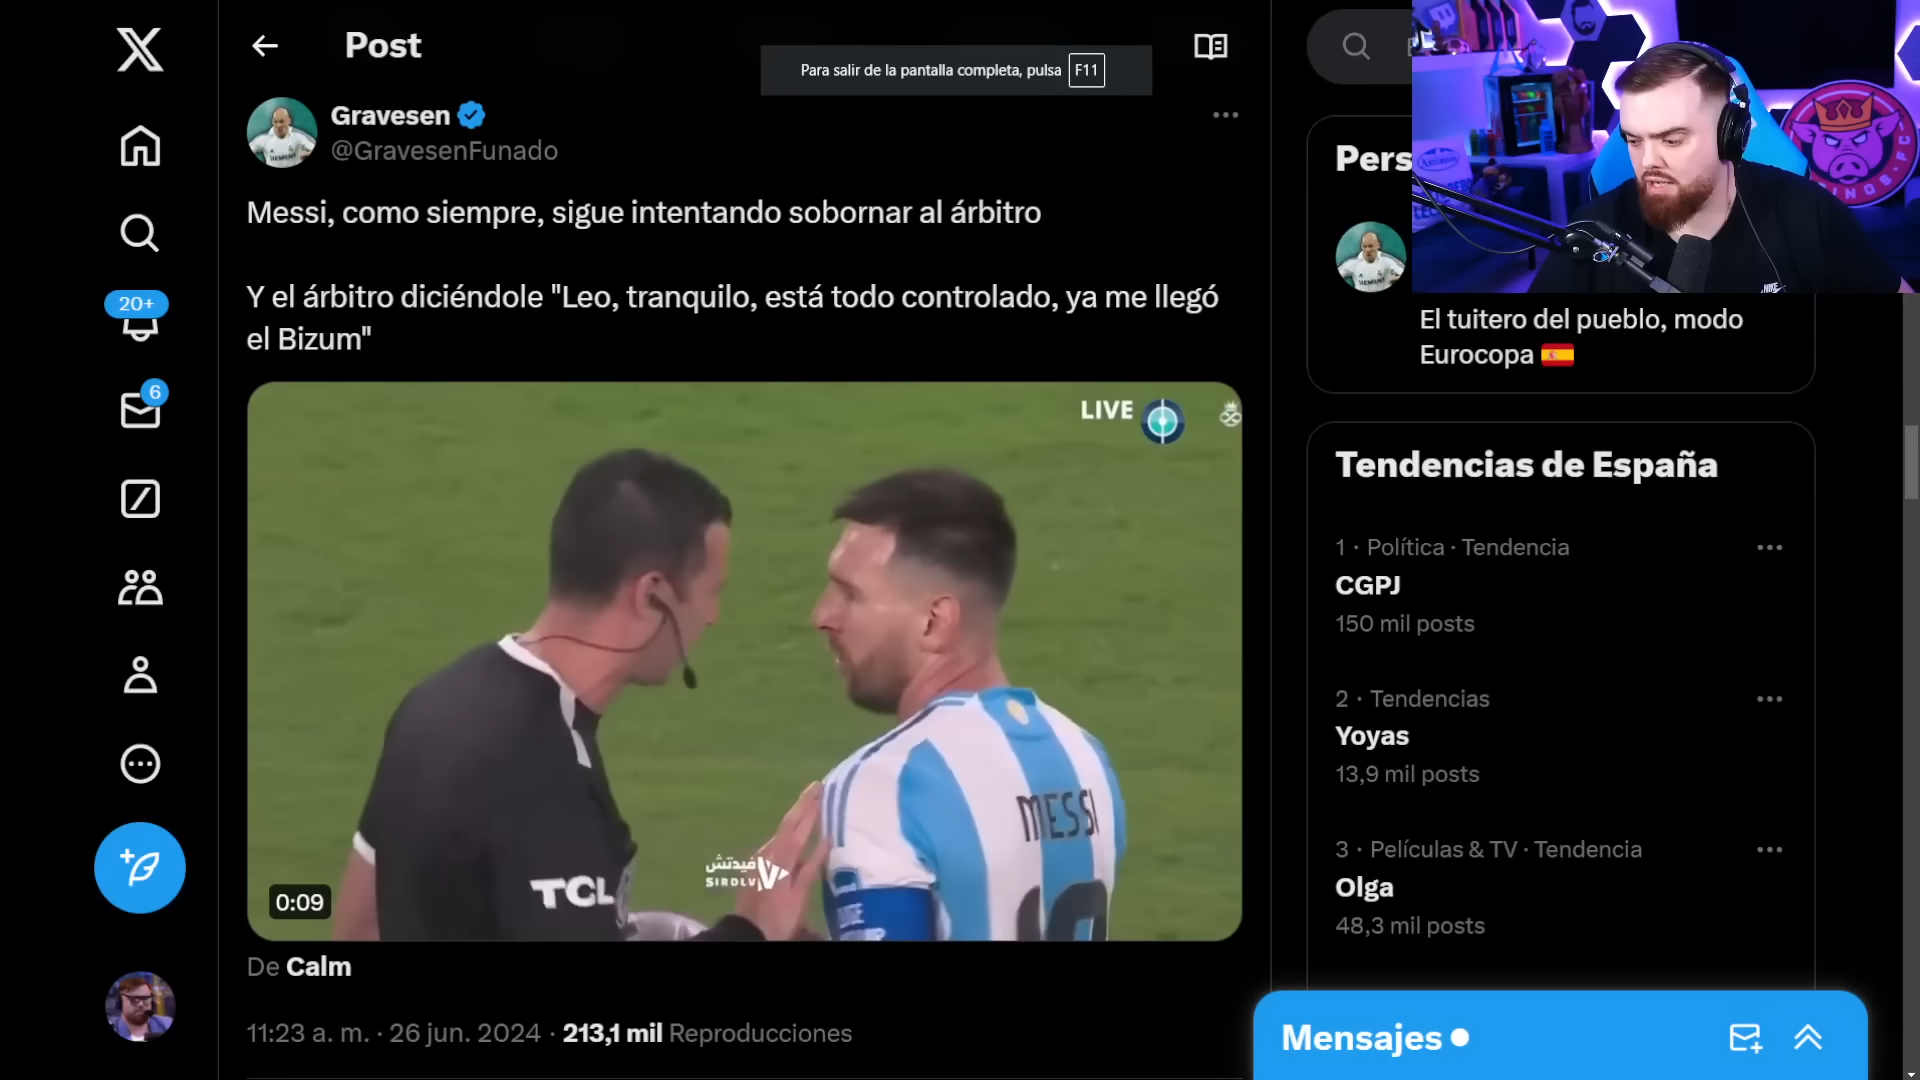 Post
Para salir de la pantalla completa, pulsa F11
Gravesen
@GravesenFunado
Messi, como siempre, sigue intentando sobornar al árbitro
Y el árbitro diciéndole "Leo, tranquilo, está todo controlado, ya me llegó
el Bizum"
LIVE
TCL
فيدتش
SIRDLV
MESSI
10
0:09
De Calm
11:23 a. m. · 26 jun. 2024 · 213,1 mil Reproducciones
20+
6
Pers
El tuitero del pueblo, modo
Eurocopa
Tendencias de España
1 · Política · Tendencia
CGPJ
150 mil posts
2 · Tendencias
Yoyas
13,9 mil posts
3 · Películas & TV · Tendencia
Olga
48,3 mil posts
Mensajes